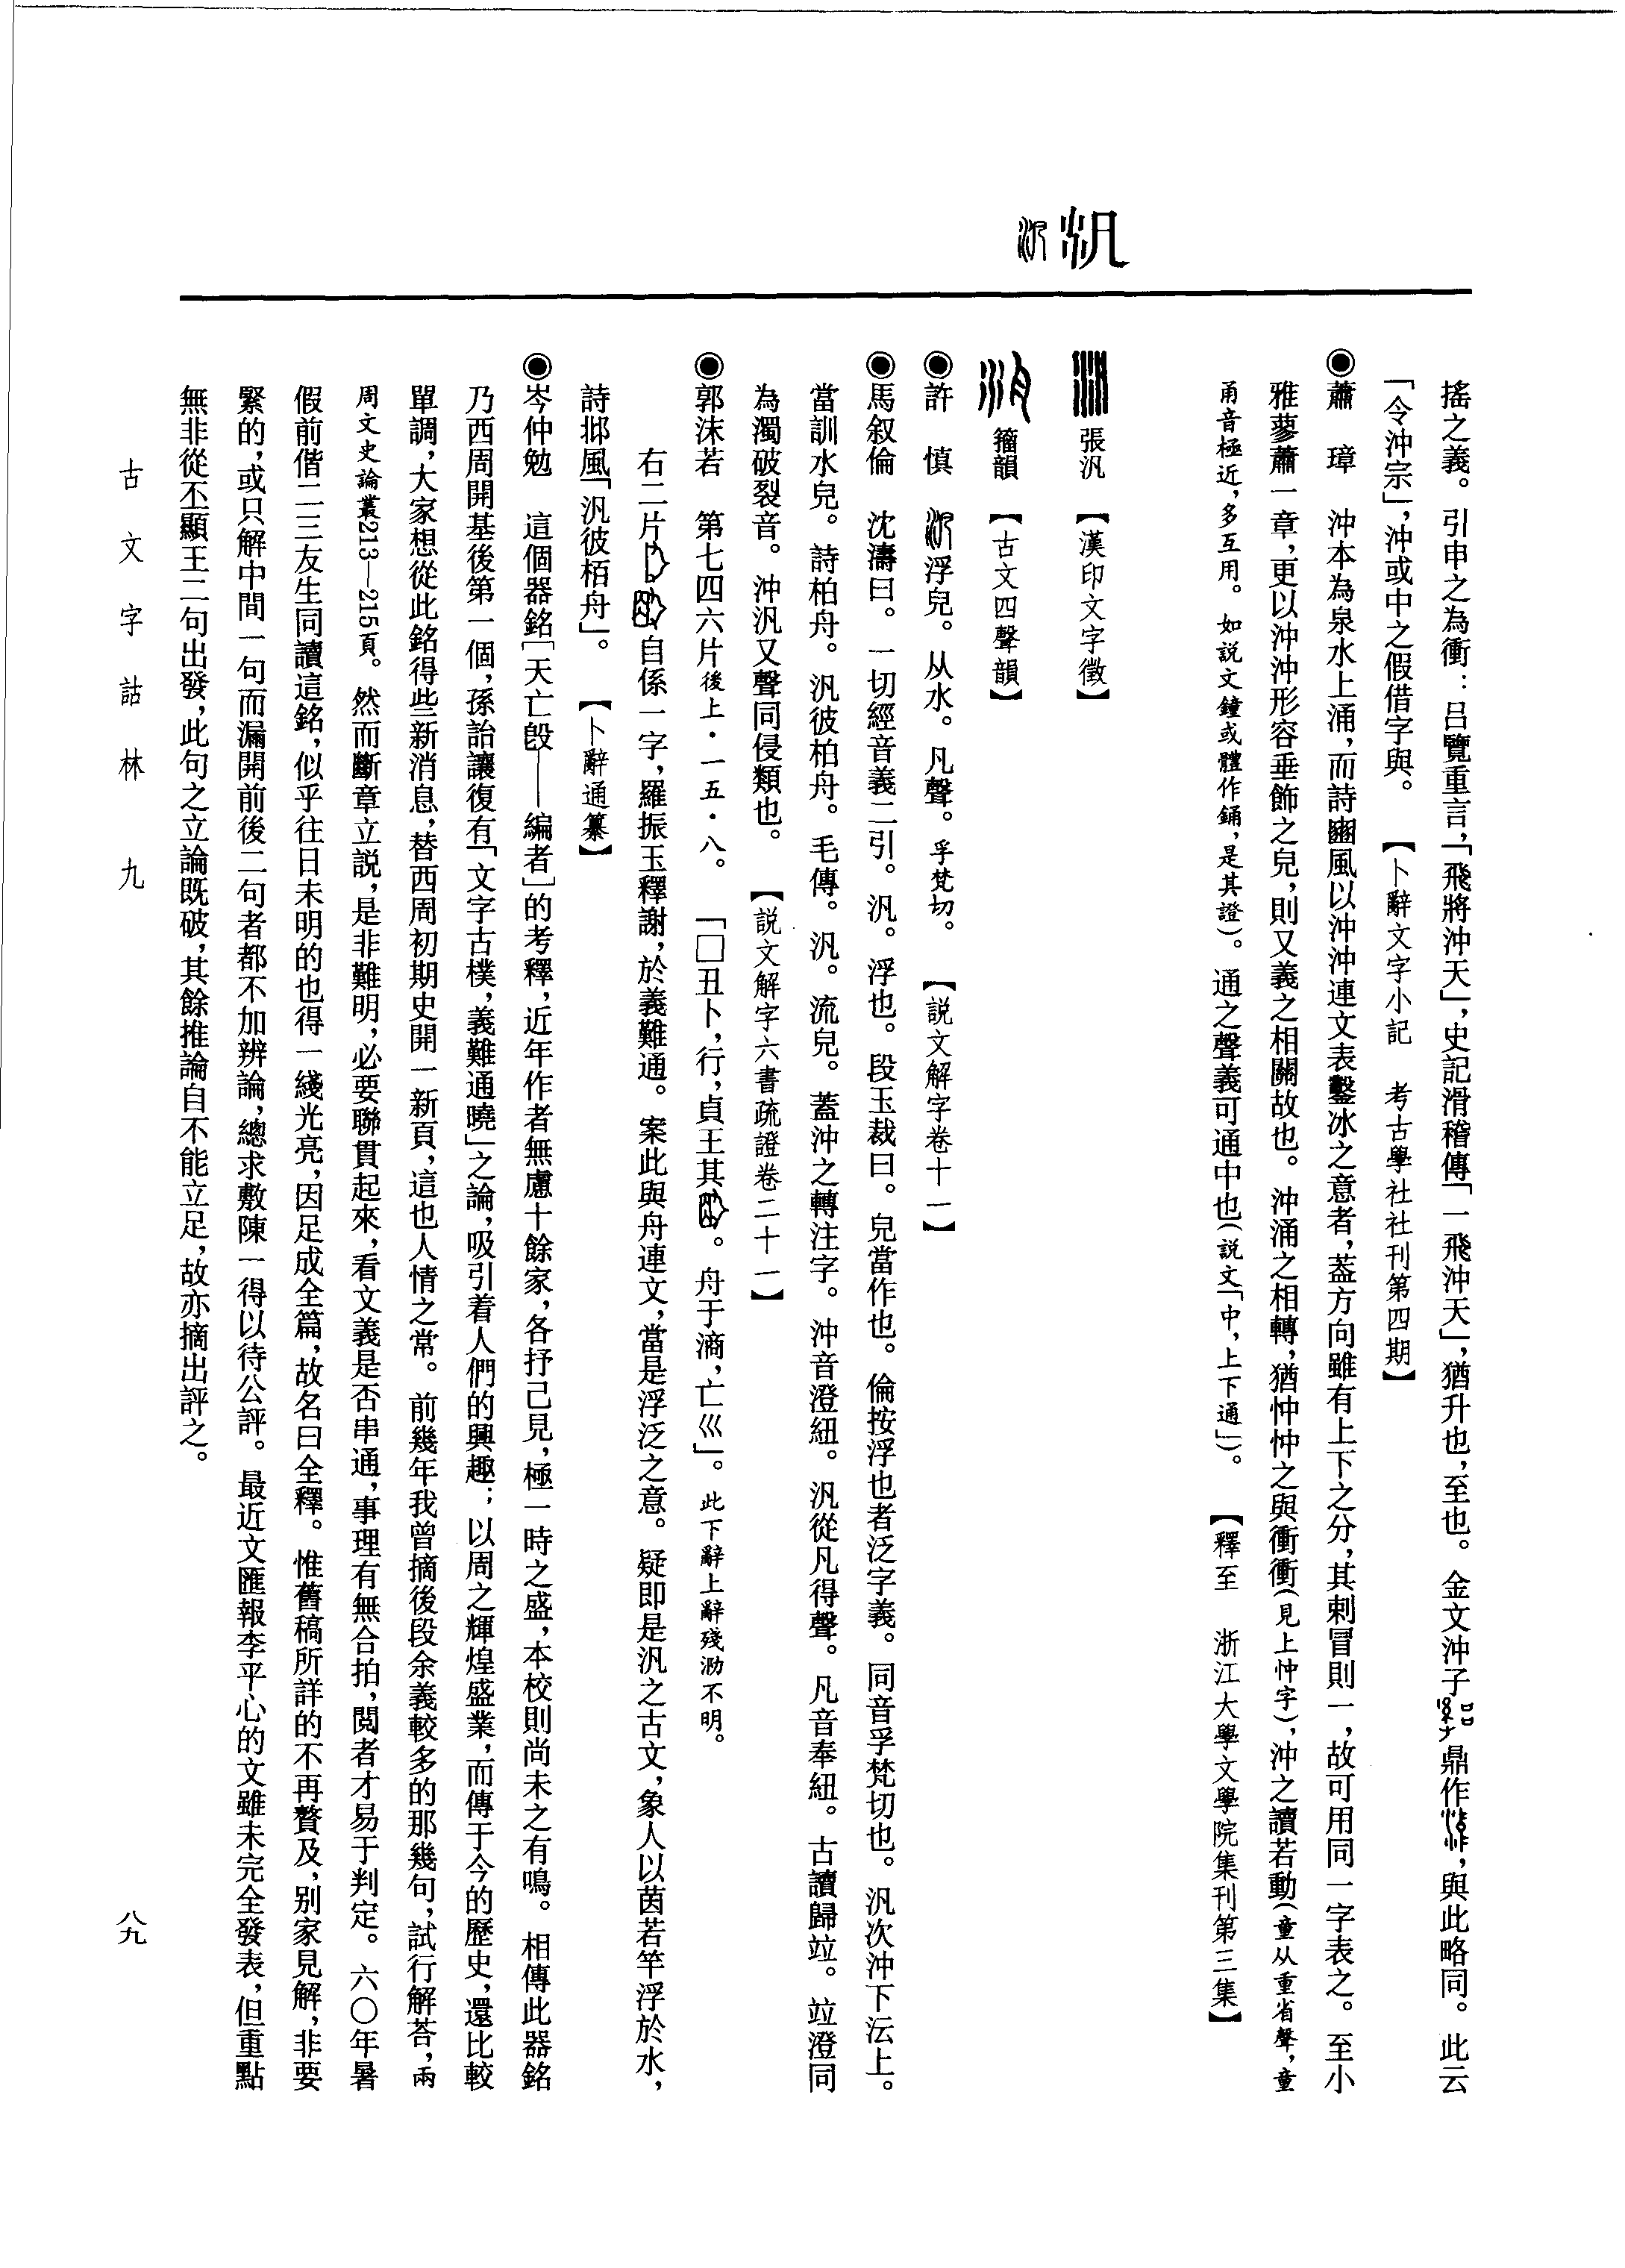 汎
搖之義。引申之為衝：呂覽重言，「飛將沖天」，史記滑稽傳「一飛沖天」，猶升也，至也。金文沖子鼎作，與此略同。此云
「令沖宗」，沖或中之假借字與。【卜辭文字小記　考古學社社刊第四期】
◉蕭　璋　沖本為泉水上涌，而詩豳風以沖沖連文表鑿冰之意者，葢方向雖有上下之分，其刺冒則一，故可用同一字表之。至小
雅蓼蕭一章，更以沖沖形容垂飾之皃，則又義之相關故也。沖涌之相轉，猶忡忡之與衝衝（見上忡字），沖之讀若動（童从重省聲，童
甬音極近，多互用。如説文鐘或體作銿，是其證）。通之聲義可通中也（説文「中，上下通」）。【釋至　浙江大學文學院集刊第三集】
張汎　【漢印文字徵】
籀韻　【古文四聲韻】
◉許　慎　浮皃。从水。凡聲。孚梵切。【説文解字卷十一】
◉馬叙倫　沈濤曰。一切經音義二引。汎。浮也。段玉裁曰。皃當作也。倫按浮也者泛字義。同音孚梵切也。汎次沖下沄上。
當訓水皃。詩柏舟。汎彼柏舟。毛傳。汎。流皃。蓋沖之轉注字。沖音澄紐。汎從凡得聲。凡音奉紐。古讀歸竝。竝澄同
為濁破裂音。沖汎又聲同侵類也。【説文解字六書疏證卷二十一】
◉郭沫若　第七四六片後上·一五·八。　「□丑卜，行，貞王其。舟于滴，亡巛」。此下辭上辭殘泐不明。
右二片、自係一字，羅振玉釋謝，於義難通。案此與舟連文，當是浮泛之意。疑即是汎之古文，象人以茵若竿浮於水，
詩邶風「汎彼栢舟」。【卜辭通纂】
◉岑仲勉　這個器銘［天亡𣪘——編者］的考釋，近年作者無慮十餘家，各抒己見，極一時之盛，本校則尚未之有鳴。相傳此器銘
乃西周開基後第一個，孫詒讓復有「文字古樸，義難通曉」之論，吸引着人們的興趣；以周之輝煌盛業，而傳于今的歷史，還比較
單調，大家想從此銘得些新消息，替西周初期史開一新頁，這也人情之常。前幾年我曾摘後段余義較多的那幾句，試行解荅，兩
周文史論叢213—215頁。然而斷章立説，是非難明，必要聯貫起來，看文義是否串通，事理有無合拍，閲者才易于判定。六〇年暑
假前偕二三友生同讀這銘，似乎往日未明的也得一綫光亮，因足成全篇，故名曰全釋。惟舊稿所詳的不再贅及，别家見解，非要
緊的，或只解中間一句而漏開前後二句者都不加辨論，總求敷陳一得以待公評。最近文匯報李平心的文雖未完全發表，但重點
無非從丕顯王二句出發，此句之立論既破，其餘推論自不能立足，故亦摘出評之。
古文字詁林　九
八九